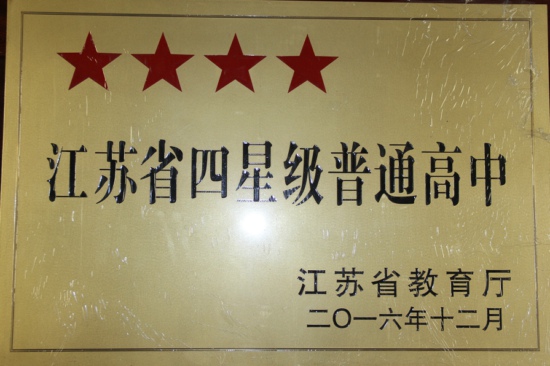 江苏省四星级普通高中
江苏省教育厅
二〇一六年十二月